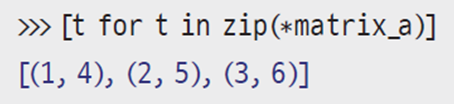 >>> [t for t in zip(*matrix_a)]
[(1, 4), (2, 5), (3, 6)]